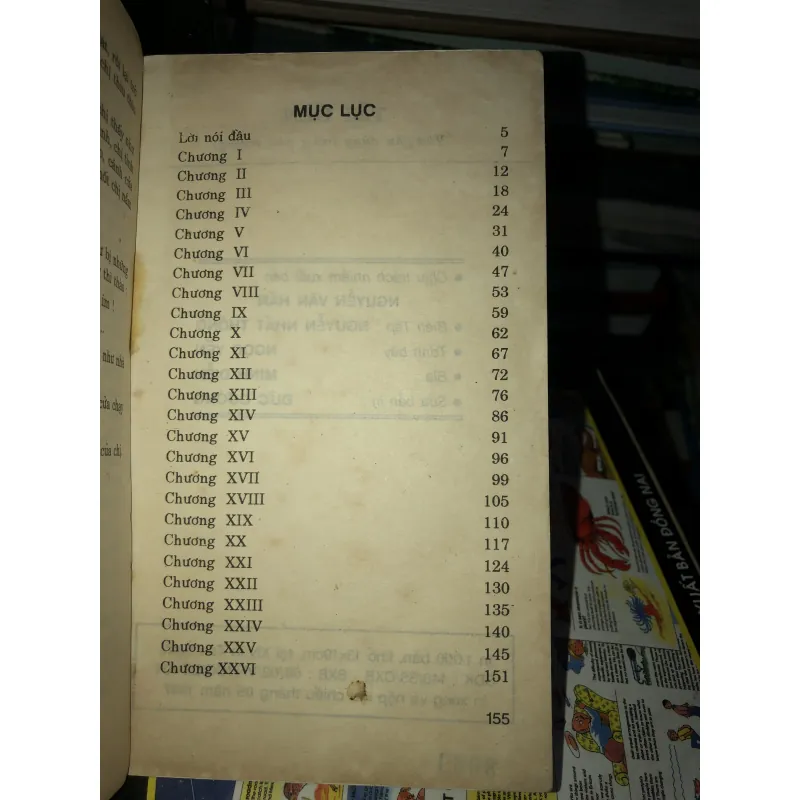 MỤC LỤC
Lời nói đầu 5
Chương I 7
Chương II 12
Chương III 18
Chương IV 24
Chương V 31
Chương VI 40
Chương VII 47
Chương VIII 53
Chương IX 59
Chương X 62
Chương XI 67
Chương XII 72
Chương XIII 76
Chương XIV 86
Chương XV 91
Chương XVI 96
Chương XVII 99
Chương XVIII 105
Chương XIX 110
Chương XX 117
Chương XXI 124
Chương XXII 130
Chương XXIII 135
Chương XXIV 140
Chương XXV 145
Chương XXVI 151
155
XUẤT BẢN ĐỒNG NAI